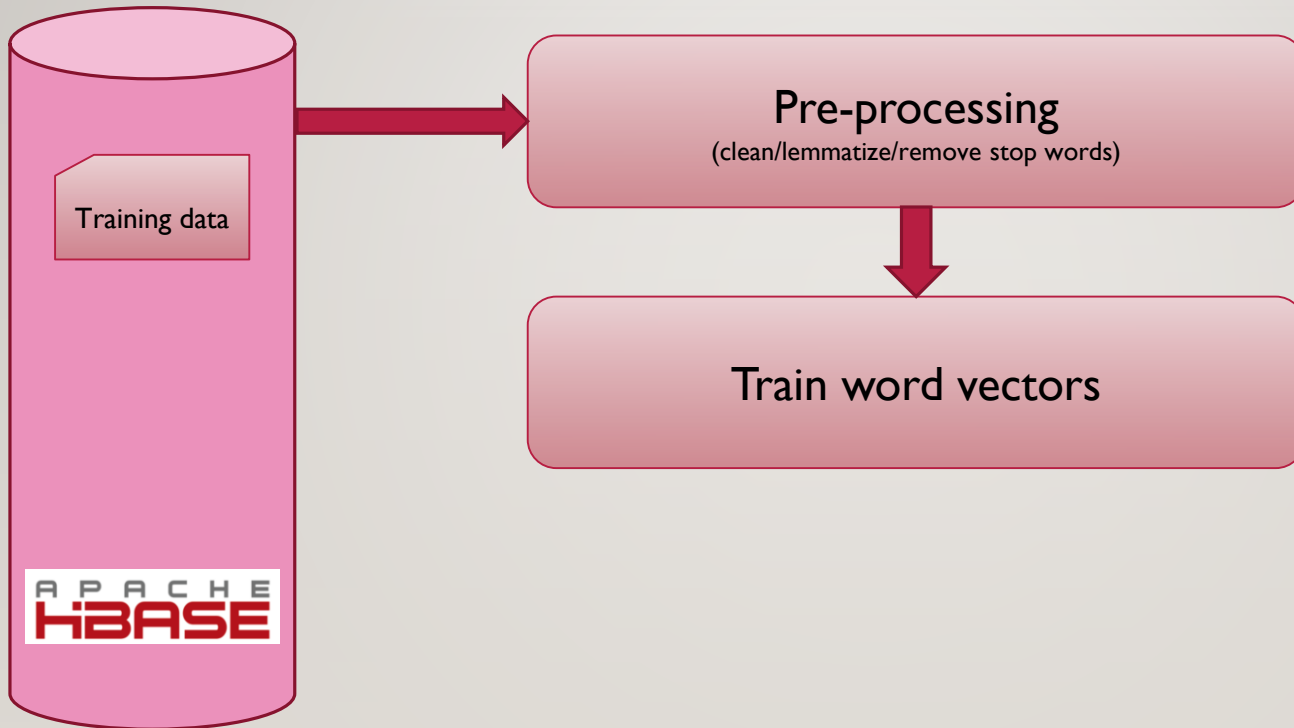 Pre-processing
(clean/lemmatize/remove stop words)
Training data
Train word vectors
APACHE
HBASE